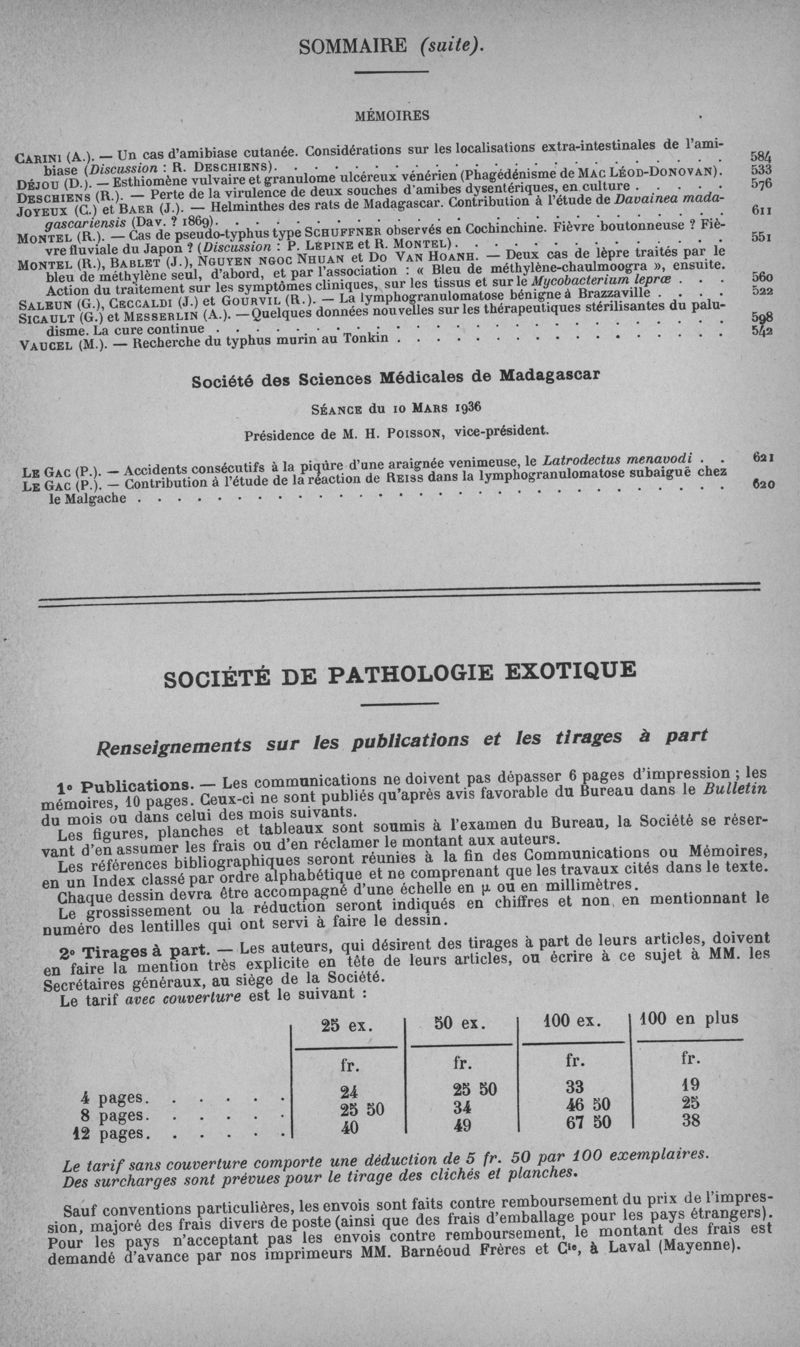 SOMMAIRE (suite).
MÉMOIRES
CARINI (A.). — Un cas d'amibiase cutanée. Considérations sur les localisations extra-intestinales de l'ami-
biase (Discussion : R. DESCHIENS). . . . . . . . . . . . . . . . . . . . . . . 584
DÉJOU (D.). — Esthiomène vulvaire et granulome ulcéreux vénérien (Phagédénisme de MAC LÉOD-DONOVAN). 533
DESCHIENS (R.). — Perte de la virulence de deux souches d'amibes dysentériques, en culture . . . . . . 576
JOYEUX (C.) et BAER (J.). — Helminthes des rats de Madagascar. Contribution à l'étude de Davainea mada-
gascariensis (Dav. ? 1869). . . . . . . . . . . . . . . . . . . . . . . . . 611
MONTEL (R.). — Cas de pseudo-typhus type SCHUFFNER observés en Cochinchine. Fièvre boutonneuse ? Fiè-
vre fluviale du Japon ? (Discussion : P. LÉPINE et R. MONTEL). . . . . . . . . . . . . . 551
MONTEL (R.), BABLET (J.), NGUYEN NGOC NHUAN et DO VAN HOANH. — Deux cas de lèpre traités par le
bleu de méthylène seul, d'abord, et par l'association : « Bleu de méthylène-chaulmoogra », ensuite.
Action du traitement sur les symptômes cliniques, sur les tissus et sur le Mycobacterium lepræ . . . 560
SALEUN (G.), CECCALDI (J.) et GOURVIL (R.). — La lymphogranulomatose bénigne à Brazzaville . . . . 522
SICAULT (G.) et MESSERLIN (A.). — Quelques données nouvelles sur les thérapeutiques stérilisantes du palu-
disme. La cure continue . . . . . . . . . . . . . . . . . . . . . . . . . . 598
VAUCEL (M.). — Recherche du typhus murin au Tonkin . . . . . . . . . . . . . . . . . 542
Société des Sciences Médicales de Madagascar
SÉANCE du 10 MARS 1936
Présidence de M. H. POISSON, vice-président.
LE GAC (P.). — Accidents consécutifs à la piqûre d'une araignée venimeuse, le Latrodectus menavodi . . 621
LE GAC (P.). — Contribution à l'étude de la réaction de REISS dans la lymphogranulomatose subaiguë chez
le Malgache . . . . . . . . . . . . . . . . . . . . . . . . . . . . . . 620
SOCIÉTÉ DE PATHOLOGIE EXOTIQUE
Renseignements sur les publications et les tirages à part
1° Publications. — Les communications ne doivent pas dépasser 6 pages d'impression ; les
mémoires, 10 pages. Ceux-ci ne sont publiés qu'après avis favorable du Bureau dans le Bulletin
du mois ou dans celui des mois suivants.
Les figures, planches et tableaux sont soumis à l'examen du Bureau, la Société se réser-
vant d'en assumer les frais ou d'en réclamer le montant aux auteurs.
Les références bibliographiques seront réunies à la fin des Communications ou Mémoires,
en un Index classé par ordre alphabétique et ne comprenant que les travaux cités dans le texte.
Chaque dessin devra être accompagné d'une échelle en µ ou en millimètres.
Le grossissement ou la réduction seront indiqués en chiffres et non, en mentionnant le
numéro des lentilles qui ont servi à faire le dessin.
2° Tirages à part. — Les auteurs, qui désirent des tirages à part de leurs articles, doivent
en faire la mention très explicite en tête de leurs articles, ou écrire à ce sujet à MM. les
Secrétaires généraux, au siège de la Société.
Le tarif avec couverture est le suivant :
25 ex. 50 ex. 100 ex. 100 en plus
fr. fr. fr. fr.
4 pages. . . . . . 24 25 50 33 19
8 pages. . . . . . 25 50 34 46 50 25
12 pages. . . . . . 40 49 67 50 38
Le tarif sans couverture comporte une déduction de 5 fr. 50 par 100 exemplaires.
Des surcharges sont prévues pour le tirage des clichés et planches.
Sauf conventions particulières, les envois sont faits contre remboursement du prix de l'impres-
sion, majoré des frais divers de poste (ainsi que des frais d'emballage pour les pays étrangers).
Pour les pays n'acceptant pas les envois contre remboursement, le montant des frais est
demandé d'avance par nos imprimeurs MM. Barnéoud Frères et Cie, à Laval (Mayenne).